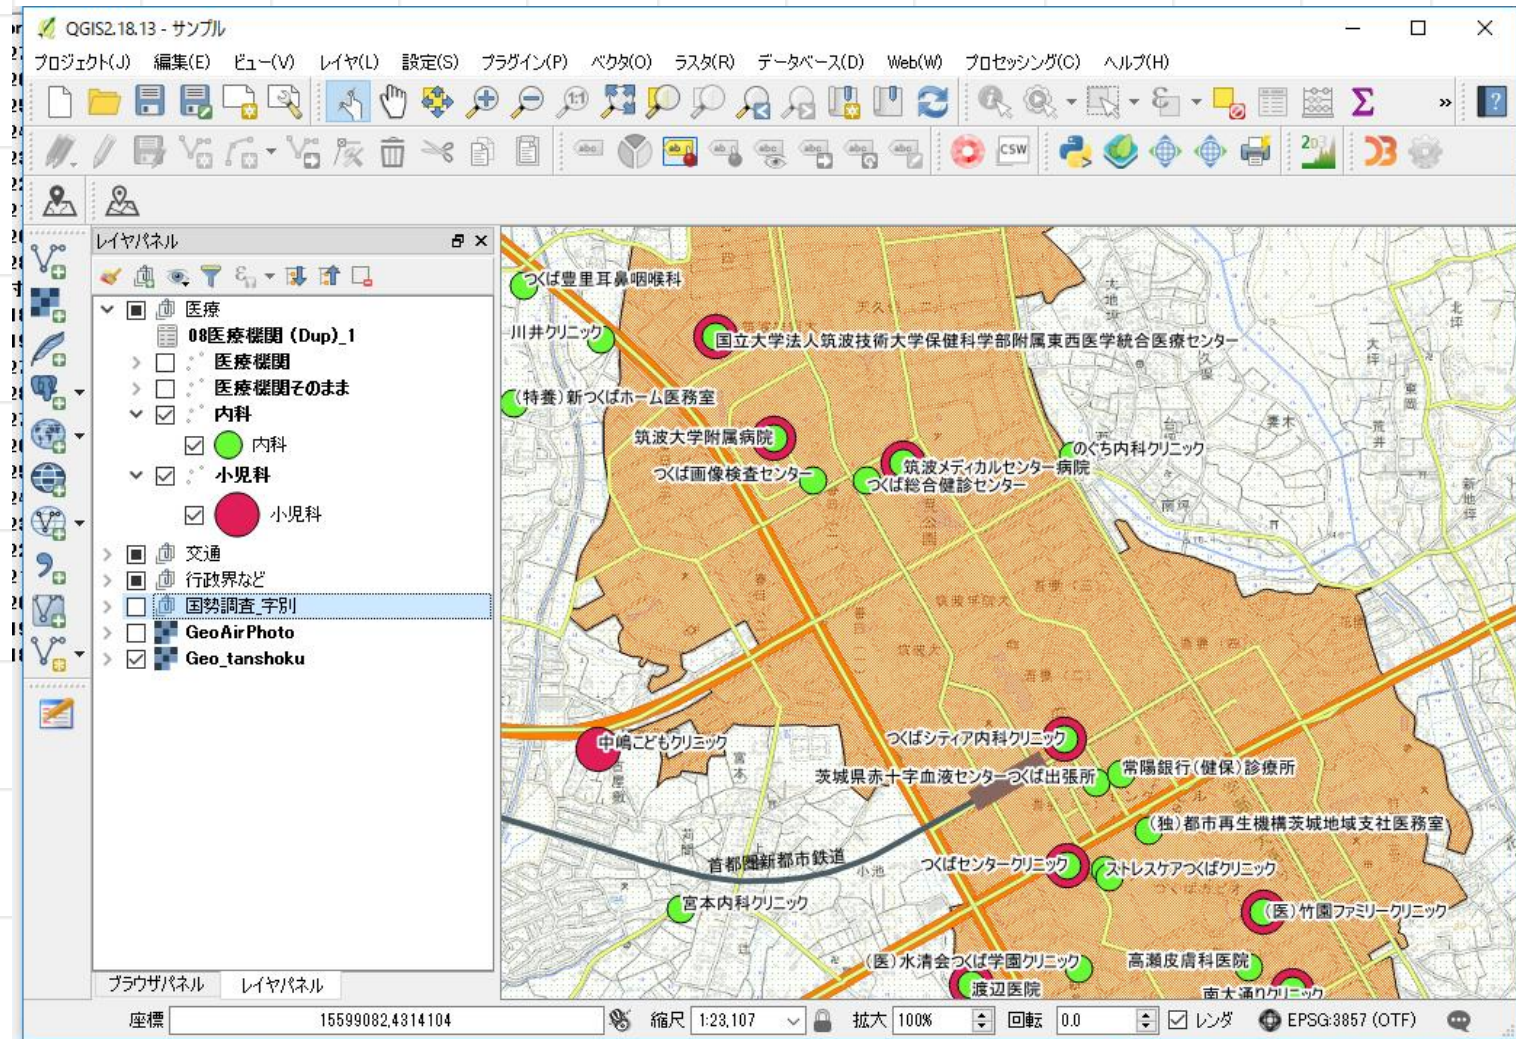 QGIS2.18.13 - サンプル
プロジェクト(J) 編集(E) ビュー(V) レイヤ(L) 設定(S) プラグイン(P) ベクタ(O) ラスタ(R) データベース(D) Web(W) プロセッシング(C) ヘルプ(H)
1:1
»
?
abc
CSW
レイヤパネル
医療
08医療機関 (Dup)_1
医療機関
医療機関そのまま
内科
内科
小児科
小児科
交通
行政界など
国勢調査_字別
GeoAirPhoto
Geo_tanshoku
ブラウザパネル レイヤパネル
つくば豊里耳鼻咽喉科
川井クリニック
国立大学法人筑波技術大学保健科学部附属東西医学統合医療センター
(特養)新つくばホーム医務室
筑波大学附属病院
のぐち内科クリニック
筑波メディカルセンター病院
つくば画像検査センター
つくば総合健診センター
つくばシティア内科クリニック
中嶋こどもクリニック
常陽銀行(健保)診療所
茨城県赤十字血液センターつくば出張所
(独)都市再生機構茨城地域支社医務室
首都圏新都市鉄道
つくばセンタークリニック
ストレスケアつくばクリニック
宮本内科クリニック
(医)竹園ファミリークリニック
(医)水清会つくば学園クリニック
高瀬皮膚科医院
渡辺医院
南大通りクリニック
座標 15599082,4314104 縮尺 1:23,107 拡大 100% 回転 0.0 レンダ EPSG:3857 (OTF)